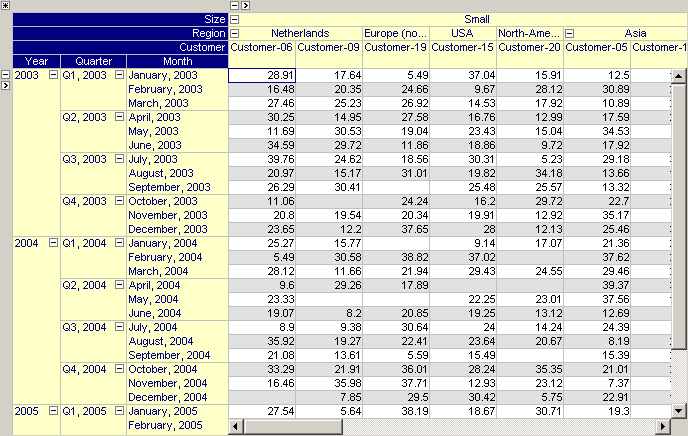 Size Small
Region Netherlands Europe (no... USA North-Ame... Asia
Customer Customer-06 Customer-09 Customer-19 Customer-15 Customer-20 Customer-05 Customer-1
Year Quarter Month
2003 Q1, 2003 January, 2003 28.91 17.64 5.49 37.04 15.91 12.5
February, 2003 16.48 20.35 24.66 9.67 28.12 30.89
March, 2003 27.46 25.23 26.92 14.53 17.92 10.89
Q2, 2003 April, 2003 30.25 14.95 27.58 16.76 12.99 17.59
May, 2003 11.69 30.53 19.04 23.43 15.04 34.53
June, 2003 34.59 29.72 11.86 18.86 9.72 17.92
Q3, 2003 July, 2003 39.76 24.62 18.56 30.31 5.23 29.18
August, 2003 20.97 15.17 31.01 19.82 34.18 13.66
September, 2003 26.29 30.41 25.48 25.57 13.32
Q4, 2003 October, 2003 11.06 24.24 16.2 29.72 22.7
November, 2003 20.8 19.54 20.34 19.91 12.92 35.17
December, 2003 23.65 12.2 37.65 28 12.13 25.46
2004 Q1, 2004 January, 2004 25.27 15.77 9.14 17.07 21.36
February, 2004 5.49 30.58 38.82 37.02 37.62
March, 2004 28.12 11.66 21.94 29.43 24.55 29.46
Q2, 2004 April, 2004 9.6 29.26 17.89 39.37
May, 2004 23.33 22.25 23.01 37.56
June, 2004 19.07 8.2 20.85 19.25 13.12 12.69
Q3, 2004 July, 2004 8.9 9.38 30.64 24 14.24 24.39
August, 2004 35.92 19.27 22.41 23.64 20.67 8.19
September, 2004 21.08 13.61 5.59 15.49 15.39
Q4, 2004 October, 2004 33.29 21.91 36.01 28.24 35.35 21.01
November, 2004 16.46 35.98 37.71 12.93 23.12 7.37
December, 2004 7.85 29.5 30.42 5.75 22.91
2005 Q1, 2005 January, 2005 27.54 5.64 38.19 18.67 30.71 19.3
February, 2005